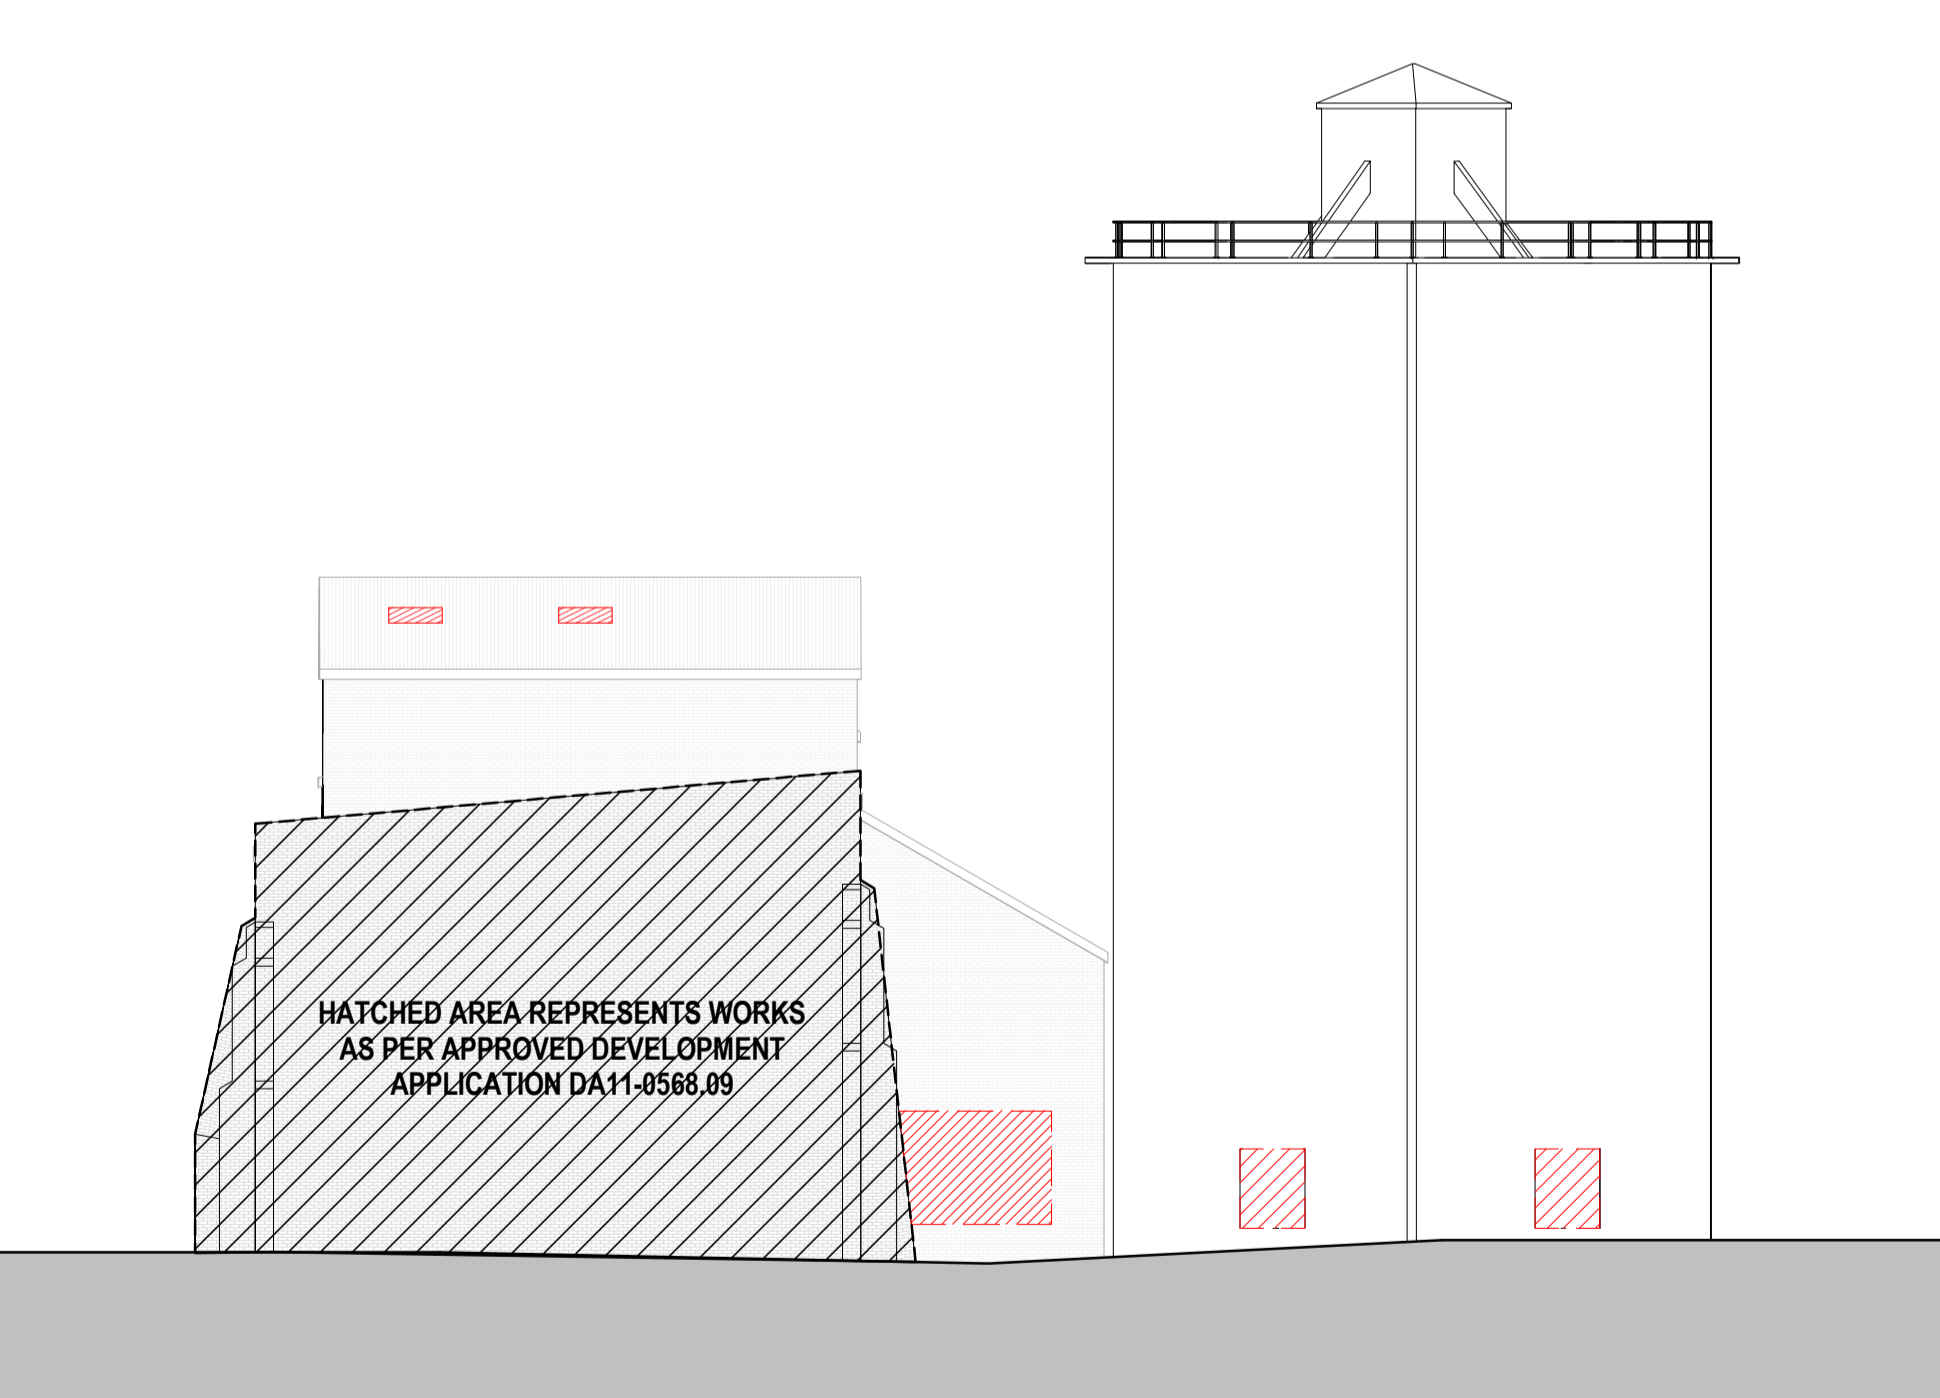 HATCHED AREA REPRESENTS WORKS
AS PER APPROVED DEVELOPMENT
APPLICATION DA11-0568.09